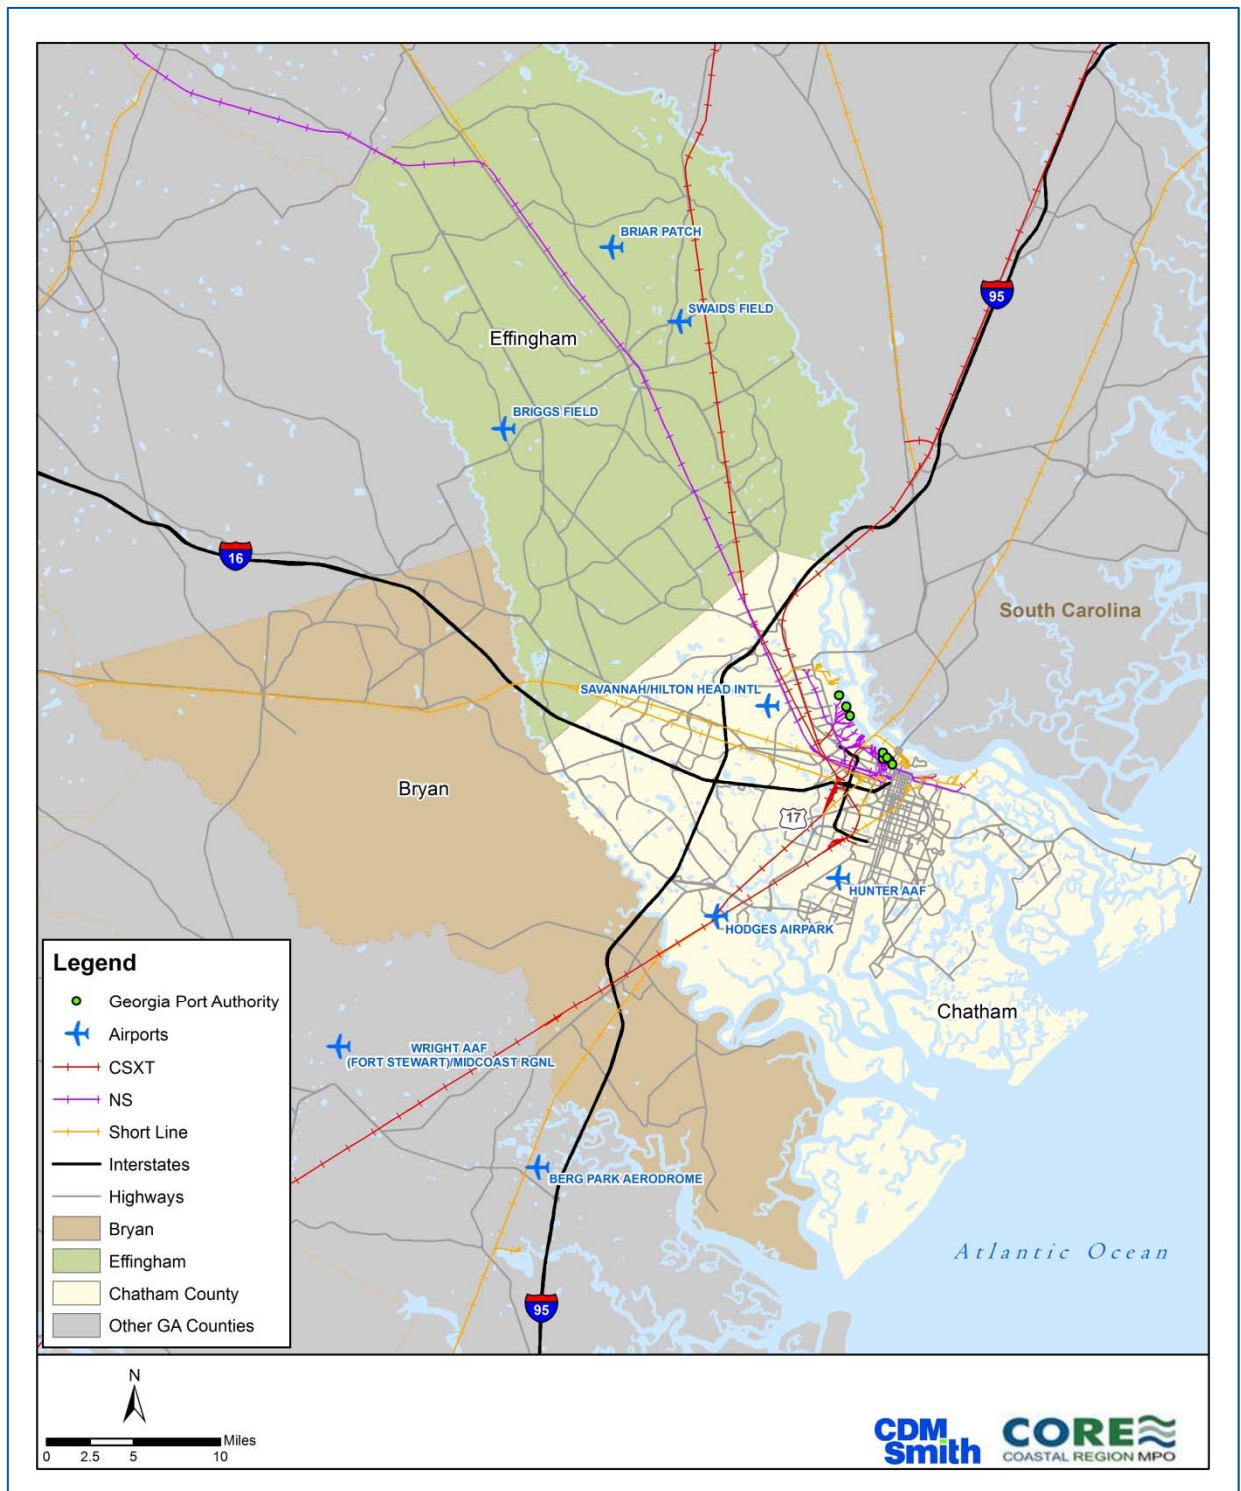 BRIAR PATCH
95
SWAIDS FIELD
Effingham
BRIGGS FIELD
16
South Carolina
SAVANNAH/HILTON HEAD INTL
Bryan
17
HUNTER AAF
HODGES AIRPARK
Chatham
Legend
Georgia Port Authority
Airports
CSXT
NS
Short Line
Interstates
Highways
Bryan
Effingham
Chatham County
Other GA Counties
WRIGHT AAF
(FORT STEWART)/MIDCOAST RGNL
BERG PARK AERODROME
Atlantic Ocean
95
N
Miles
0 2.5 5 10
CDM
Smith
CORE
COASTAL REGION MPO